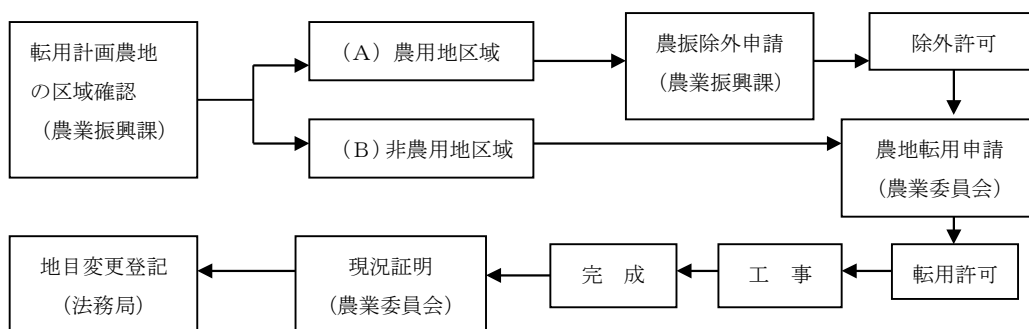 転用計画農地
の区域確認
(農業振興課)
(A) 農用地区域
農振除外申請
(農業振興課)
除外許可
(B)非農用地区域
農地転用申請
(農業委員会)
転用許可
工 事
完 成
現況証明
(農業委員会)
地目変更登記
(法務局)